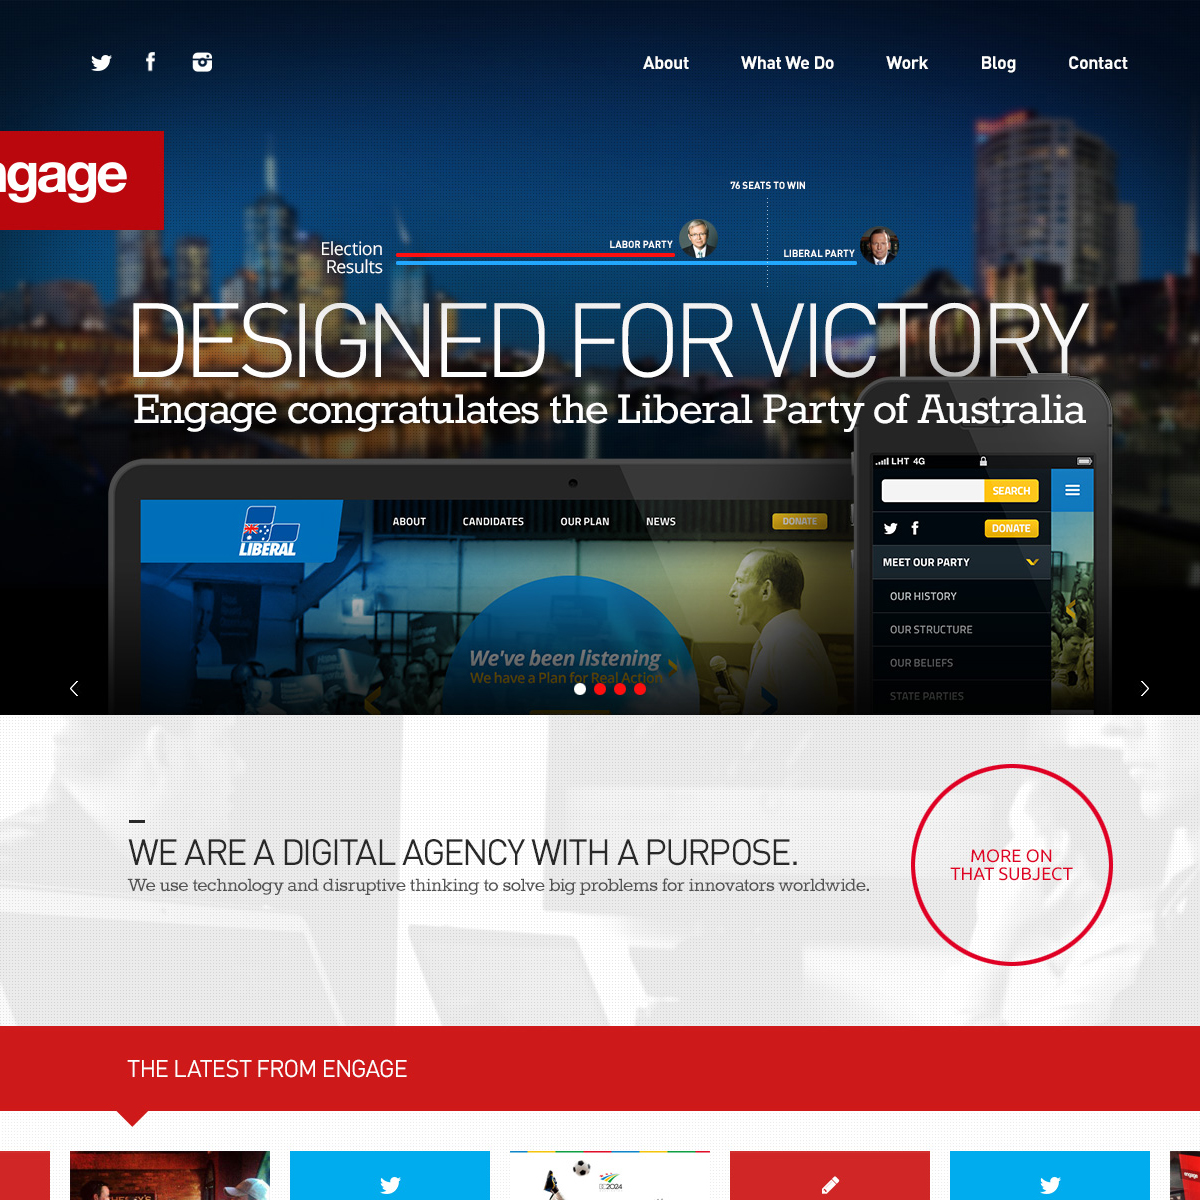 About What We Do Work Blog Contact
ngage
76 SEATS TO WIN
Election
Results
LABOR PARTY
LIBERAL PARTY
DESIGNED FOR VICTORY
Engage congratulates the Liberal Party of Australia
LHT 4G
SEARCH
DONATE
MEET OUR PARTY
OUR HISTORY
OUR STRUCTURE
OUR BELIEFS
STATE PARTIES
LIBERAL
ABOUT CANDIDATES OUR PLAN NEWS DONATE
We've been listening
We have a Plan for Real Action
WE ARE A DIGITAL AGENCY WITH A PURPOSE.
We use technology and disruptive thinking to solve big problems for innovators worldwide.
MORE ON
THAT SUBJECT
THE LATEST FROM ENGAGE
2024
engage